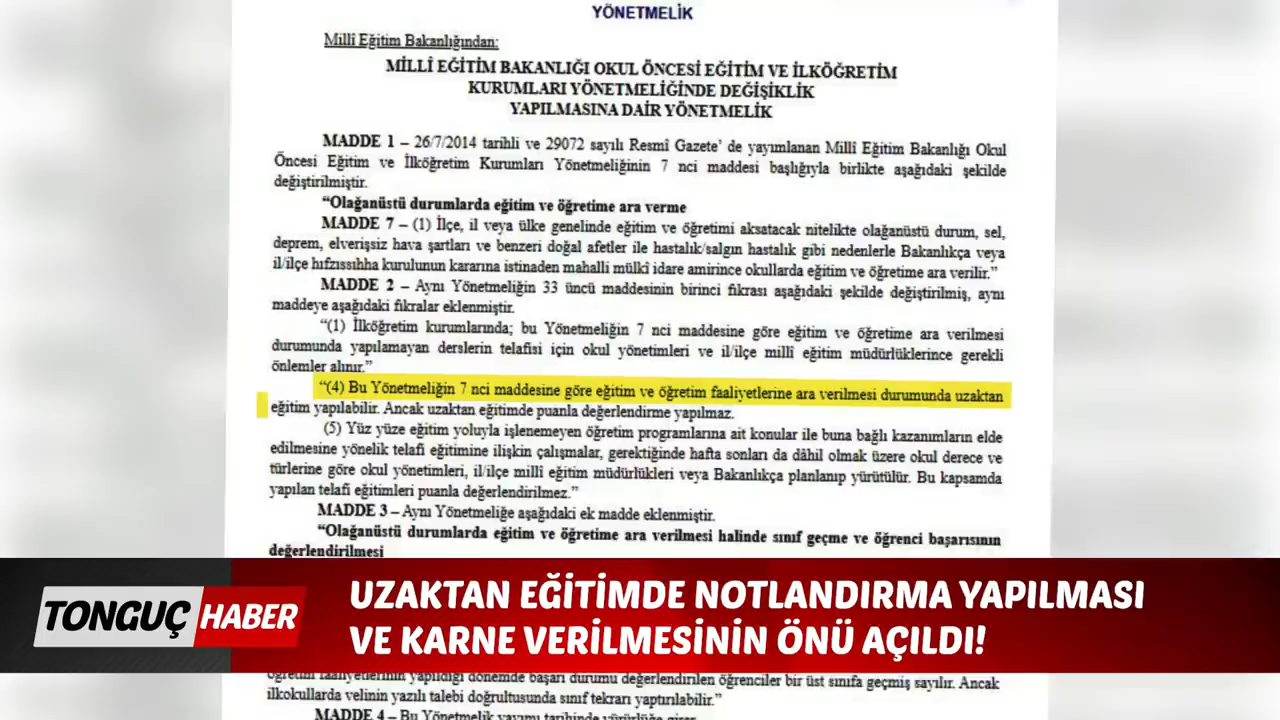 YÖNETMELİK
Millî Eğitim Bakanlığından:
MİLLÎ EĞİTİM BAKANLIĞI OKUL ÖNCESİ EĞİTİM VE İLKÖĞRETİM
KURUMLARI YÖNETMELİĞİNDE DEĞİŞİKLİK
YAPILMASINA DAİR YÖNETMELİK
MADDE 1 – 26/7/2014 tarihli ve 29072 sayılı Resmî Gazete' de yayımlanan Millî Eğitim Bakanlığı Okul
Öncesi Eğitim ve İlköğretim Kurumları Yönetmeliğinin 7 nci maddesi başlığıyla birlikte aşağıdaki şekilde
değiştirilmiştir.
“Olağanüstü durumlarda eğitim ve öğretime ara verme
MADDE 7 – (1) İlçe, il veya ülke genelinde eğitim ve öğretimi aksatacak nitelikte olağanüstü durum, sel,
deprem, elverişsiz hava şartları ve benzeri doğal afetler ile hastalık/salgın hastalık gibi nedenlerle Bakanlıkça veya
il/ilçe hıfzıssıhha kurulunun kararına istinaden mahalli mülkî idare amirince okullarda eğitim ve öğretime ara verilir.”
MADDE 2 – Aynı Yönetmeliğin 33 üncü maddesinin birinci fıkrası aşağıdaki şekilde değiştirilmiş, aynı
maddeye aşağıdaki fıkralar eklenmiştir.
“(1) İlköğretim kurumlarında; bu Yönetmeliğin 7 nci maddesine göre eğitim ve öğretime ara verilmesi
durumunda yapılamayan derslerin telafisi için okul yönetimleri ve il/ilçe millî eğitim müdürlüklerince gerekli
önlemler alınır.”
“(4) Bu Yönetmeliğin 7 nci maddesine göre eğitim ve öğretim faaliyetlerine ara verilmesi durumunda uzaktan
eğitim yapılabilir. Ancak uzaktan eğitimde puanla değerlendirme yapılmaz.
(5) Yüz yüze eğitim yoluyla işlenemeyen öğretim programlarına ait konular ile buna bağlı kazanımların elde
edilmesine yönelik telafi eğitimine ilişkin çalışmalar, gerektiğinde hafta sonları da dâhil olmak üzere okul derece ve
türlerine göre okul yönetimleri, il/ilçe millî eğitim müdürlükleri veya Bakanlıkça planlanıp yürütülür. Bu kapsamda
yapılan telafi eğitimleri puanla değerlendirilmez.”
MADDE 3 – Aynı Yönetmeliğe aşağıdaki ek madde eklenmiştir.
“Olağanüstü durumlarda eğitim ve öğretime ara verilmesi halinde sınıf geçme ve öğrenci başarısının
değerlendirilmesi
TONGUÇ HABER
UZAKTAN EĞİTİMDE NOTLANDIRMA YAPILMASI
VE KARNE VERİLMESİNİN ÖNÜ AÇILDI!
öğretim faaliyetlerinin yapıldığı dönemde başarı durumu değerlendirilen öğrenciler bir üst sınıfa geçmiş sayılır. Ancak
ilkokullarda velinin yazılı talebi doğrultusunda sınıf tekrarı yaptırılabilir.”
MADDE 4 – Bu Yönetmelik yayımı tarihinde yürürlüğe girer.